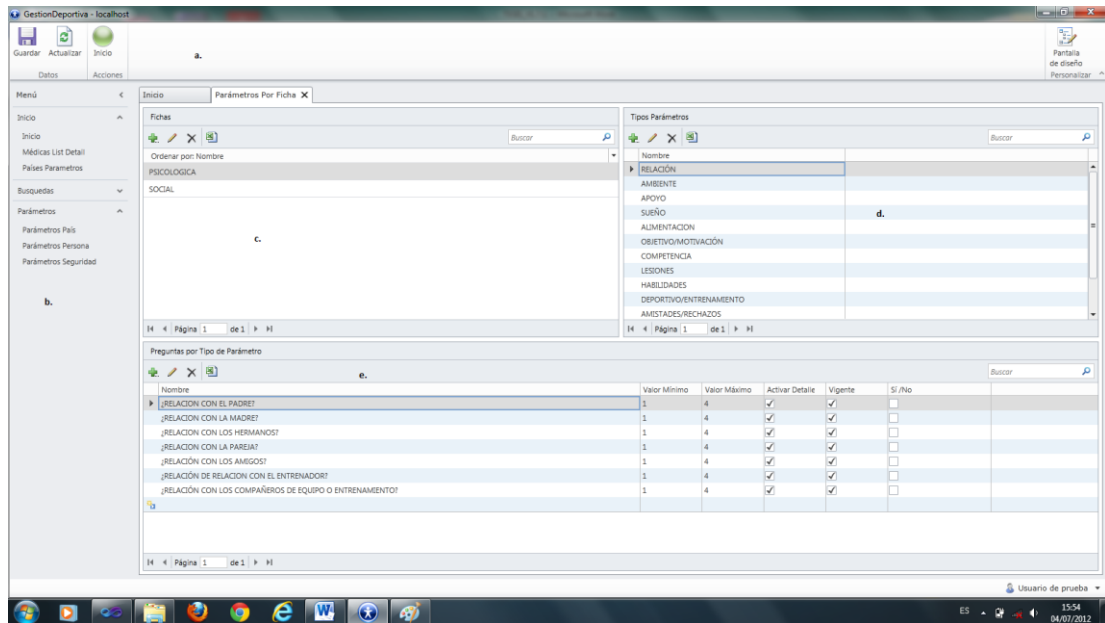 GestionDeportiva - localhost
Guardar Actualizar Inicio
a.
Pantalla de diseño
Datos Acciones Personalizar
Menú
Inicio
Inicio
Médicas List Detail
Países Parametros
Busquedas
Parámetros
Parámetros País
Parámetros Persona
Parámetros Seguridad
b.
Inicio Parámetros Por Ficha X
Fichas
Buscar
Ordenar por: Nombre
PSICOLOGICA
SOCIAL
c.
Página 1 de 1
Tipos Parámetros
Buscar
Nombre
RELACIÓN
AMBIENTE
APOYO
SUEÑO
d.
ALIMENTACION
OBJETIVO/MOTIVACIÓN
COMPETENCIA
LESIONES
HABILIDADES
DEPORTIVO/ENTRENAMIENTO
AMISTADES/RECHAZOS
Página 1 de 1
Preguntas por Tipo de Parámetro
e.
Buscar
Nombre Valor Mínimo Valor Máximo Activar Detalle Vigente Sí /No
¿RELACION CON EL PADRE? 1 4
¿RELACION CON LA MADRE? 1 4
¿RELACION CON LOS HERMANOS? 1 4
¿RELACION CON LA PAREJA? 1 4
¿RELACIÓN CON LOS AMIGOS? 1 4
¿RELACIÓN DE RELACION CON EL ENTRENADOR? 1 4
¿RELACIÓN CON LOS COMPAÑEROS DE EQUIPO O ENTRENAMIENTO? 1 4
Página 1 de 1
Usuario de prueba
ES 15:54
04/07/2012